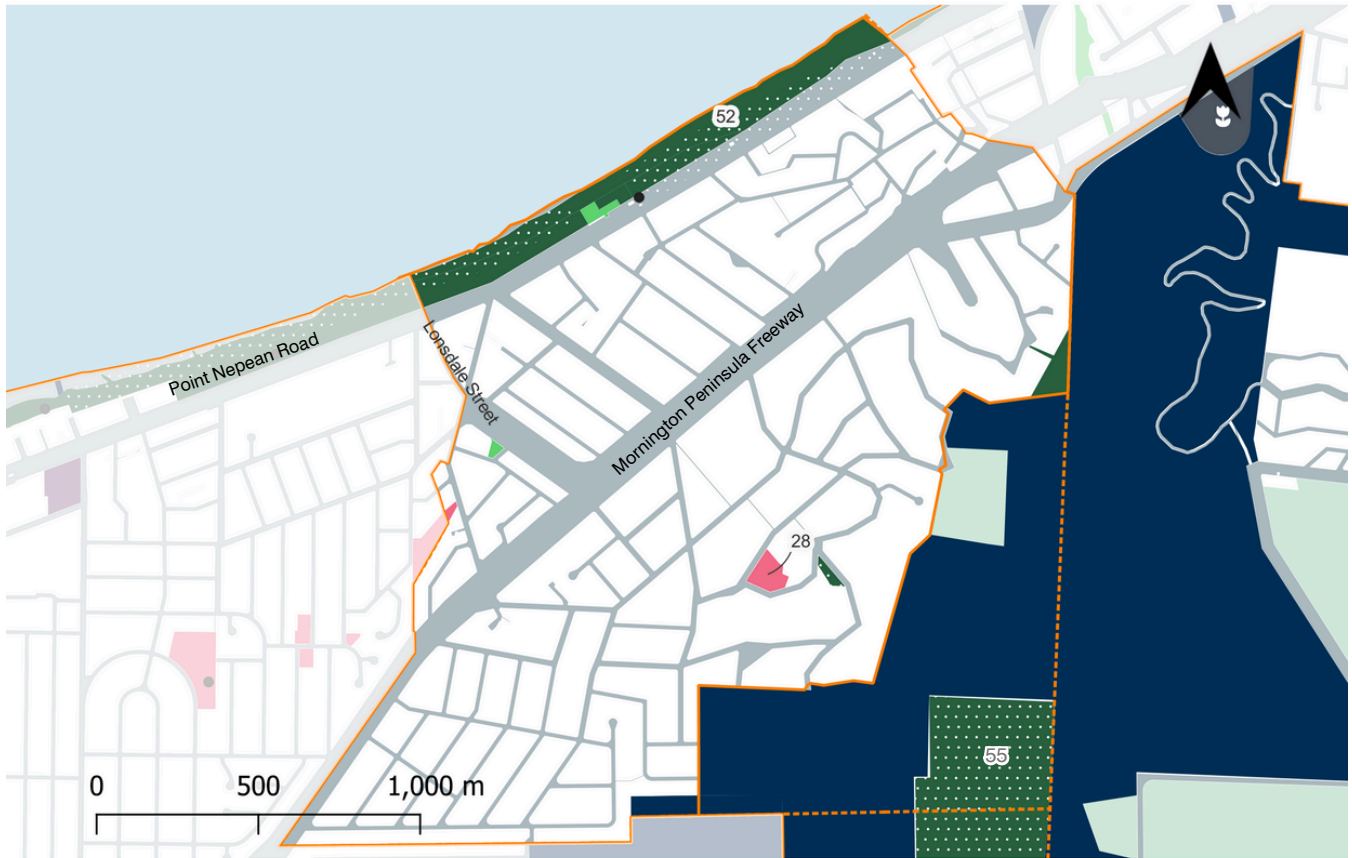 52
Point Nepean Road
Lonsdale Street
Mornington Peninsula Freeway
28
55
0 500 1,000 m